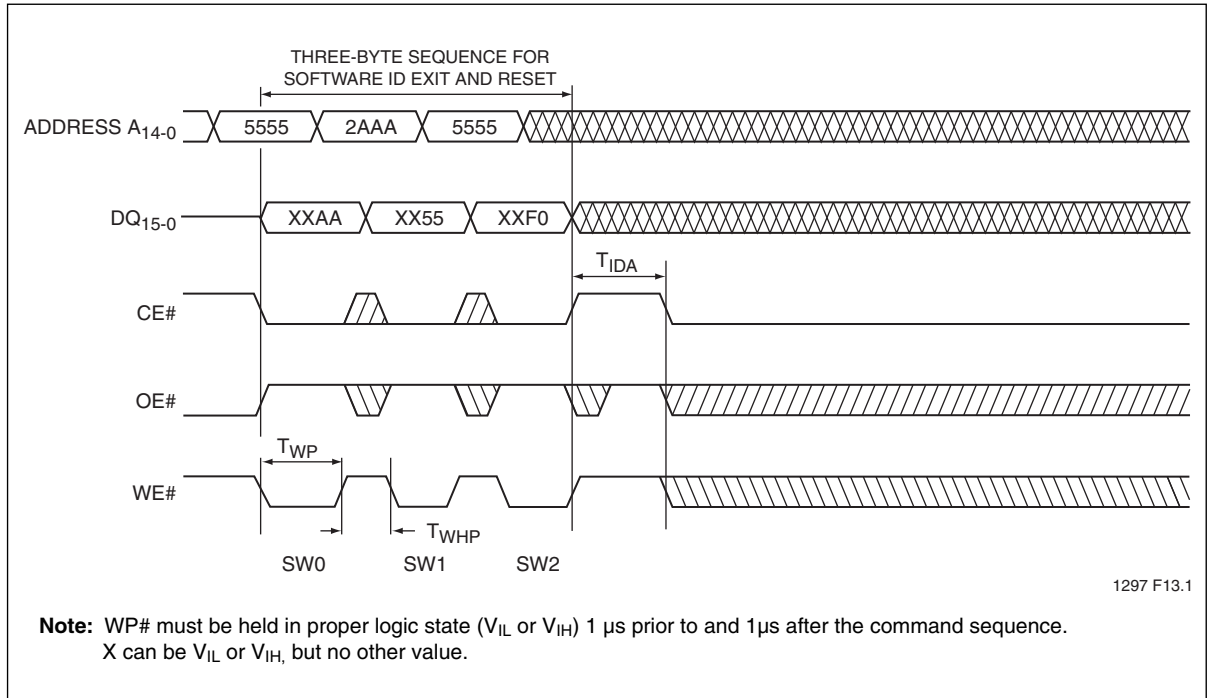 THREE-BYTE SEQUENCE FOR
SOFTWARE ID EXIT AND RESET
ADDRESS A14-0
5555
2AAA
5555
DQ15-0
XXAA
XX55
XXF0
TIDA
CE#
OE#
TWP
WE#
TWHP
SW0
SW1
SW2
1297 F13.1
Note: WP# must be held in proper logic state (VIL or VIH) 1 µs prior to and 1µs after the command sequence.
X can be VIL or VIH, but no other value.